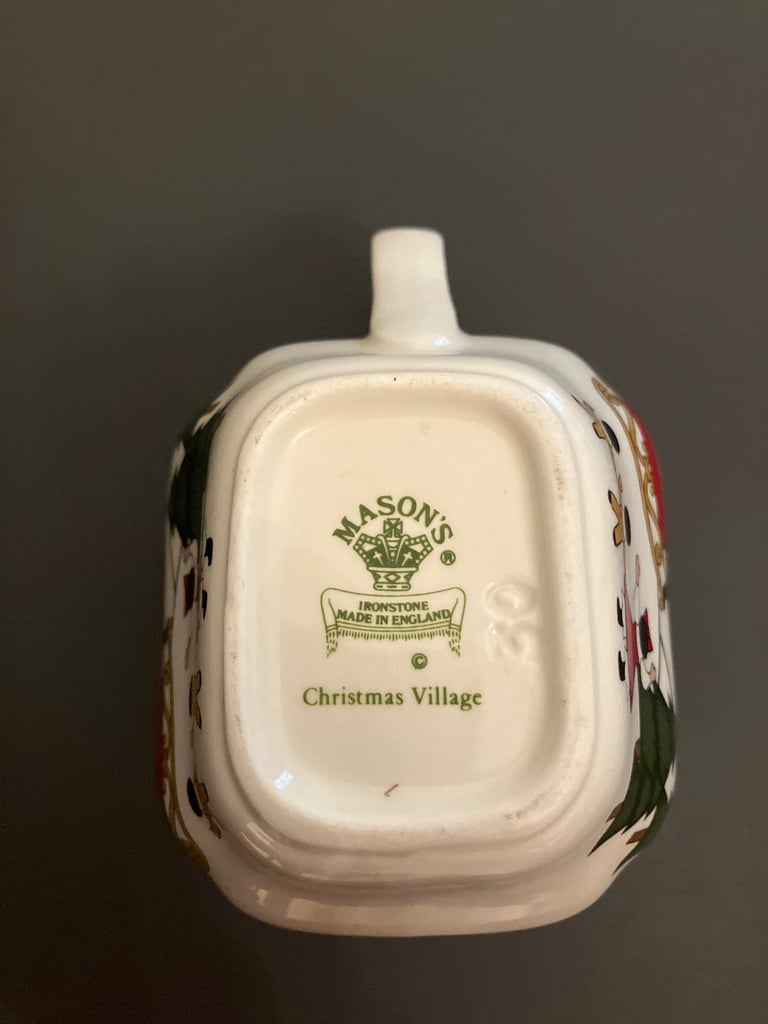 MASON'S ®
IRONSTONE
MADE IN ENGLAND
©
Christmas Village